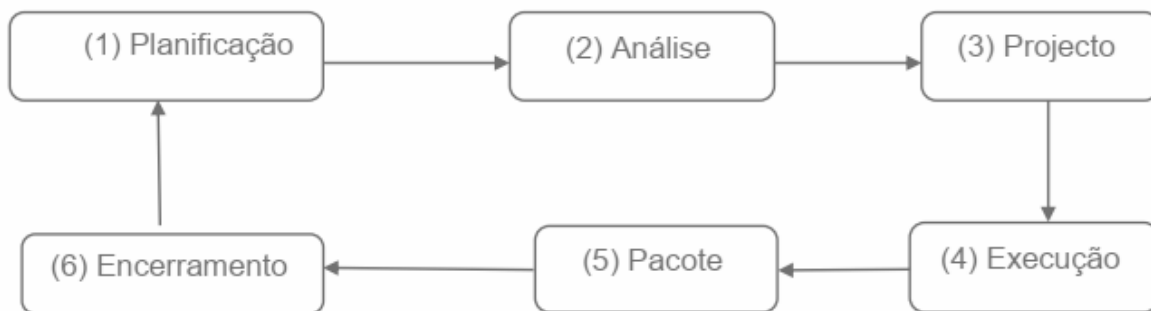 (1) Planificação
(2) Análise
(3) Projecto
(4) Execução
(5) Pacote
(6) Encerramento